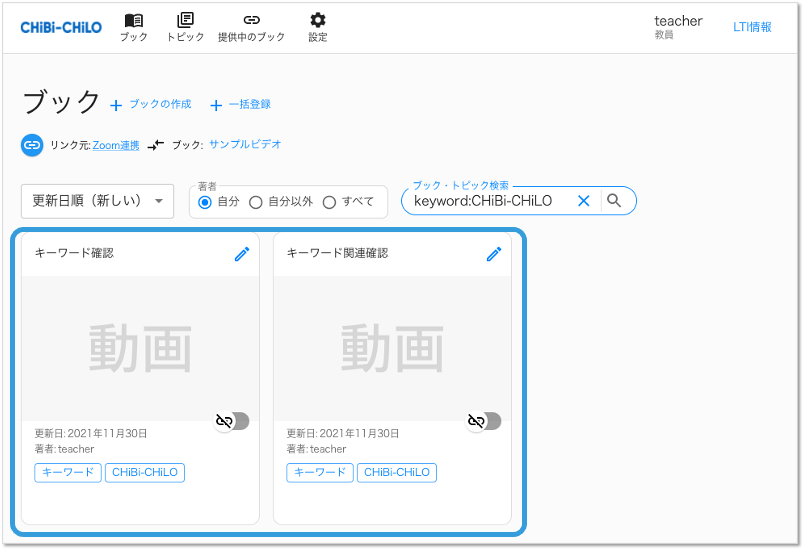 CHiBi-CHiLO
ブック
トピック
提供中のブック
設定
teacher
教員
LTI情報
ブック
ブックの作成
一括登録
リンク元:Zoom連携
ブック: サンプルビデオ
更新日順（新しい）
著者
自分
自分以外
すべて
ブック・トピック検索
keyword:CHiBi-CHiLO
キーワード確認
動画
更新日:2021年11月30日
著者:teacher
キーワード
CHiBi-CHiLO
キーワード関連確認
動画
更新日:2021年11月30日
著者:teacher
キーワード
CHiBi-CHiLO